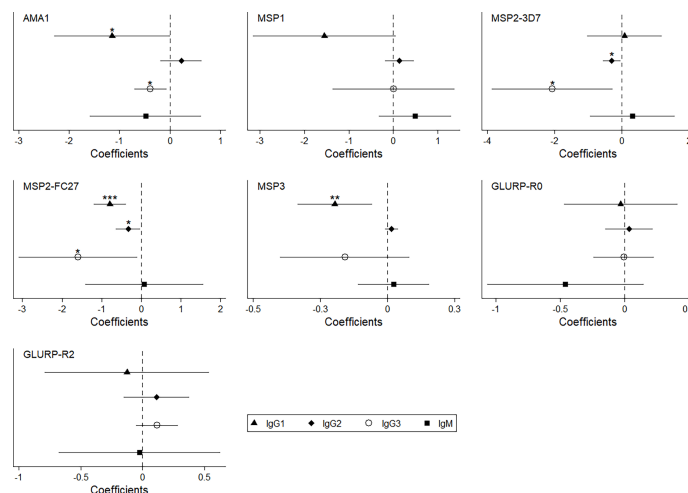 AMA1
*
*
-3 -2 -1 0 1
Coefficients
MSP1
-3 -2 -1 0 1
Coefficients
MSP2-3D7
*
*
-4 -2 0 2
Coefficients
MSP2-FC27
***
*
*
-3 -2 -1 0 1 2
Coefficients
MSP3
**
-0.5 -0.3 0 0.3
Coefficients
GLURP-R0
-1 -0.5 0
Coefficients
GLURP-R2
-1 -0.5 0 0.5
Coefficients
IgG1 IgG2 IgG3 IgM